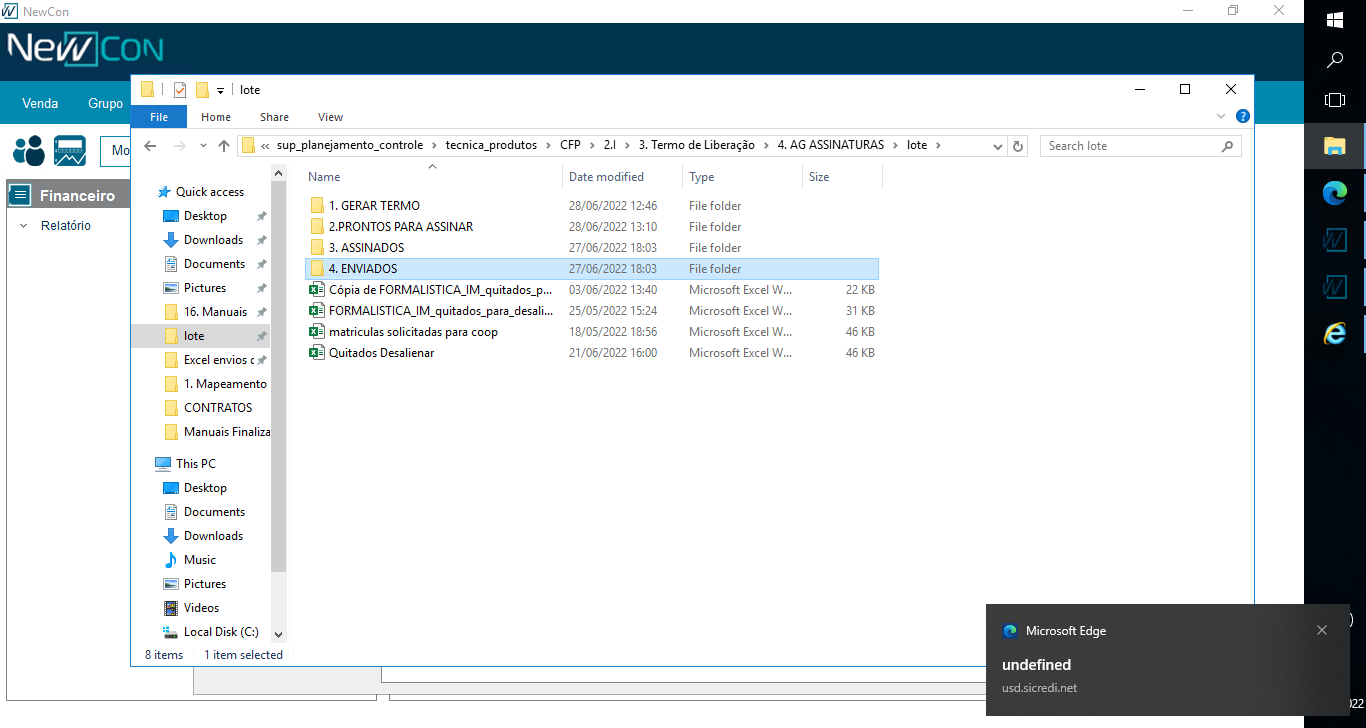 NewCon
NewCon
Venda
Grupo
Mo
Financeiro
Relatório
lote
File
Home
Share
View
« sup_planejamento_controle > tecnica_produtos > CFP > 2.I > 3. Termo de Liberação > 4. AG ASSINATURAS > lote >
Search lote
Quick access
Desktop
Downloads
Documents
Pictures
16. Manuais
lote
Excel envios c
1. Mapeamento
CONTRATOS
Manuais Finaliza
This PC
Desktop
Documents
Downloads
Music
Pictures
Videos
Local Disk (C:)
Name Date modified Type Size
1. GERAR TERMO 28/06/2022 12:46 File folder
2.PRONTOS PARA ASSINAR 28/06/2022 13:10 File folder
3. ASSINADOS 27/06/2022 18:03 File folder
4. ENVIADOS 27/06/2022 18:03 File folder
Cópia de FORMALISTICA_IM_quitados_p... 03/06/2022 13:40 Microsoft Excel W... 22 KB
FORMALISTICA_IM_quitados_para_desali... 25/05/2022 15:24 Microsoft Excel W... 31 KB
matriculas solicitadas para coop 18/05/2022 18:56 Microsoft Excel W... 46 KB
Quitados Desalienar 21/06/2022 16:00 Microsoft Excel W... 46 KB
8 items 1 item selected
Microsoft Edge
undefined
usd.sicredi.net
022